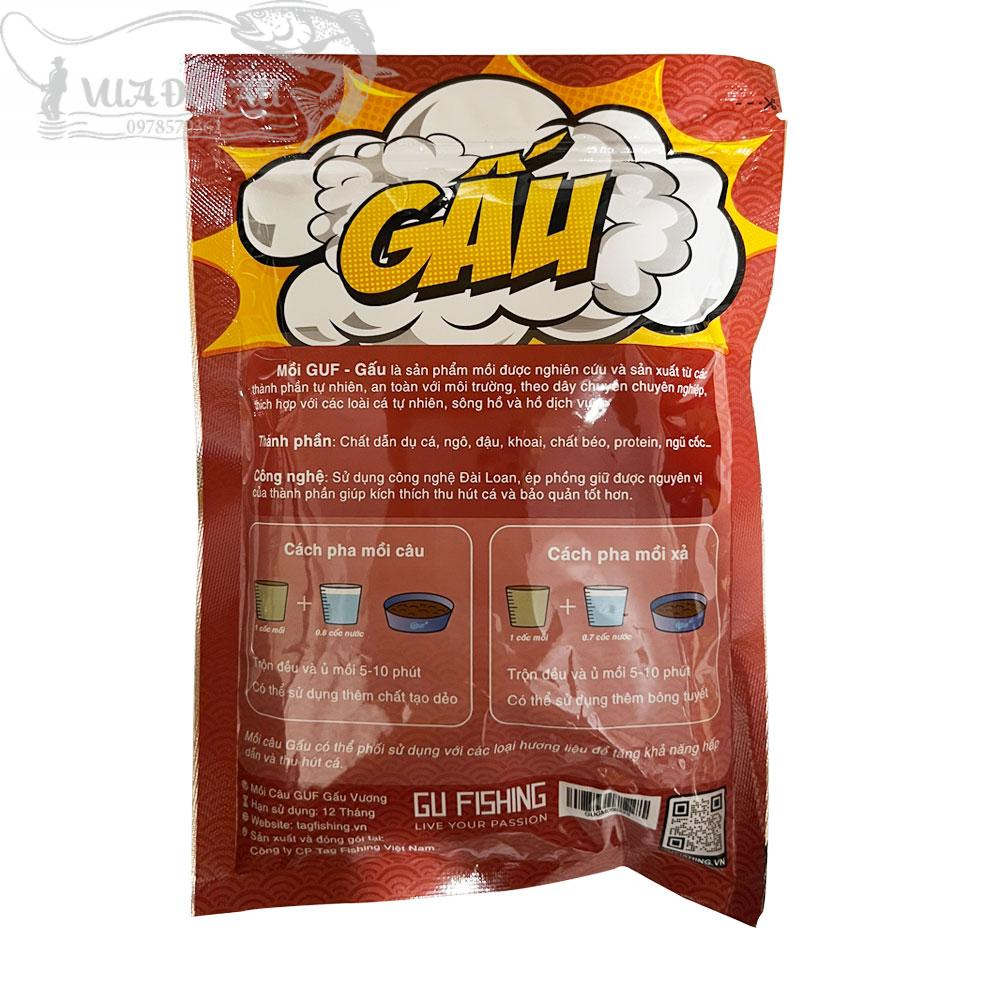 VUA ĐỒ CÂU
GẤU
Mồi GUF - Gấu là sản phẩm mồi được nghiên cứu và sản xuất từ các
thành phần tự nhiên, an toàn với môi trường, theo dây chuyền chuyên nghiệp,
thích hợp với các loài cá tự nhiên, sông hồ và hồ dịch vụ
Thành phần: Chất dẫn dụ cá, ngô, đậu, khoai, chất béo, protein, ngũ cốc...
Công nghệ: Sử dụng công nghệ Đài Loan, ép phồng giữ được nguyên vị
của thành phần giúp kích thích thu hút cá và bảo quản tốt hơn.
Cách pha mồi câu
1 cốc mồi + 0.8 cốc nước
Trộn đều và ủ mồi 5-10 phút
Có thể sử dụng thêm chất tạo dẻo
Cách pha mồi xả
1 cốc mồi + 0.7 cốc nước
Trộn đều và ủ mồi 5-10 phút
Có thể sử dụng thêm bông tuyết
Mồi câu Gấu có thể phối sử dụng với các loại hương liệu để tăng khả năng hấp
dẫn và thu hút cá.
Mồi Câu GUF Gấu Vương
Hạn sử dụng: 12 Tháng
Website: tagfishing.vn
Sản xuất và đóng gói tại:
Công ty CP Tag Fishing Việt Nam
GU FISHING
LIVE YOUR PASSION